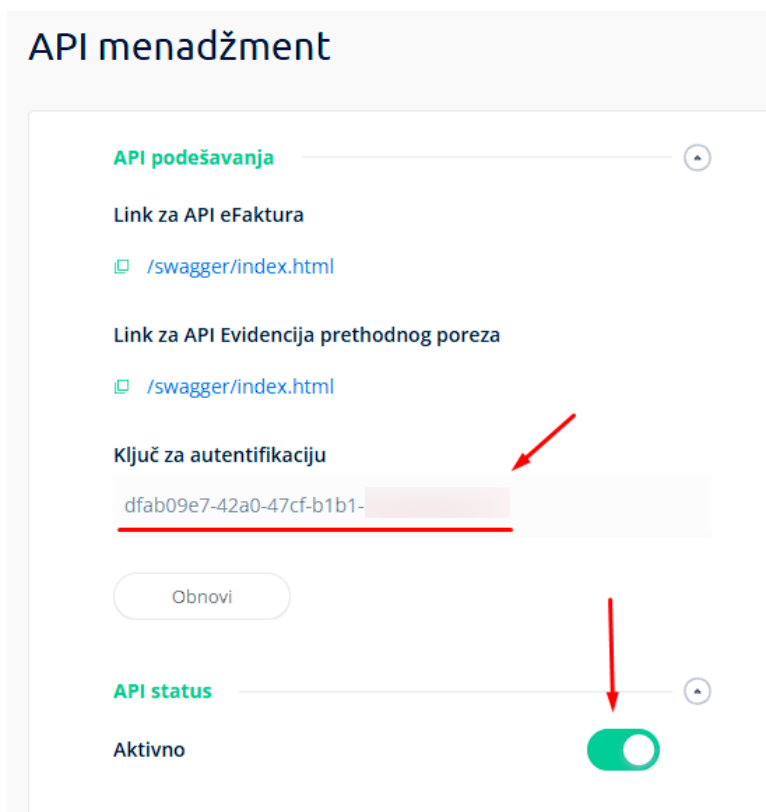 API menadžment
API podešavanja
Link za API eFaktura
/swagger/index.html
Link za API Evidencija prethodnog poreza
/swagger/index.html
Ključ za autentifikaciju
dfab09e7-42a0-47cf-b1b1-
Obnovi
API status
Aktivno